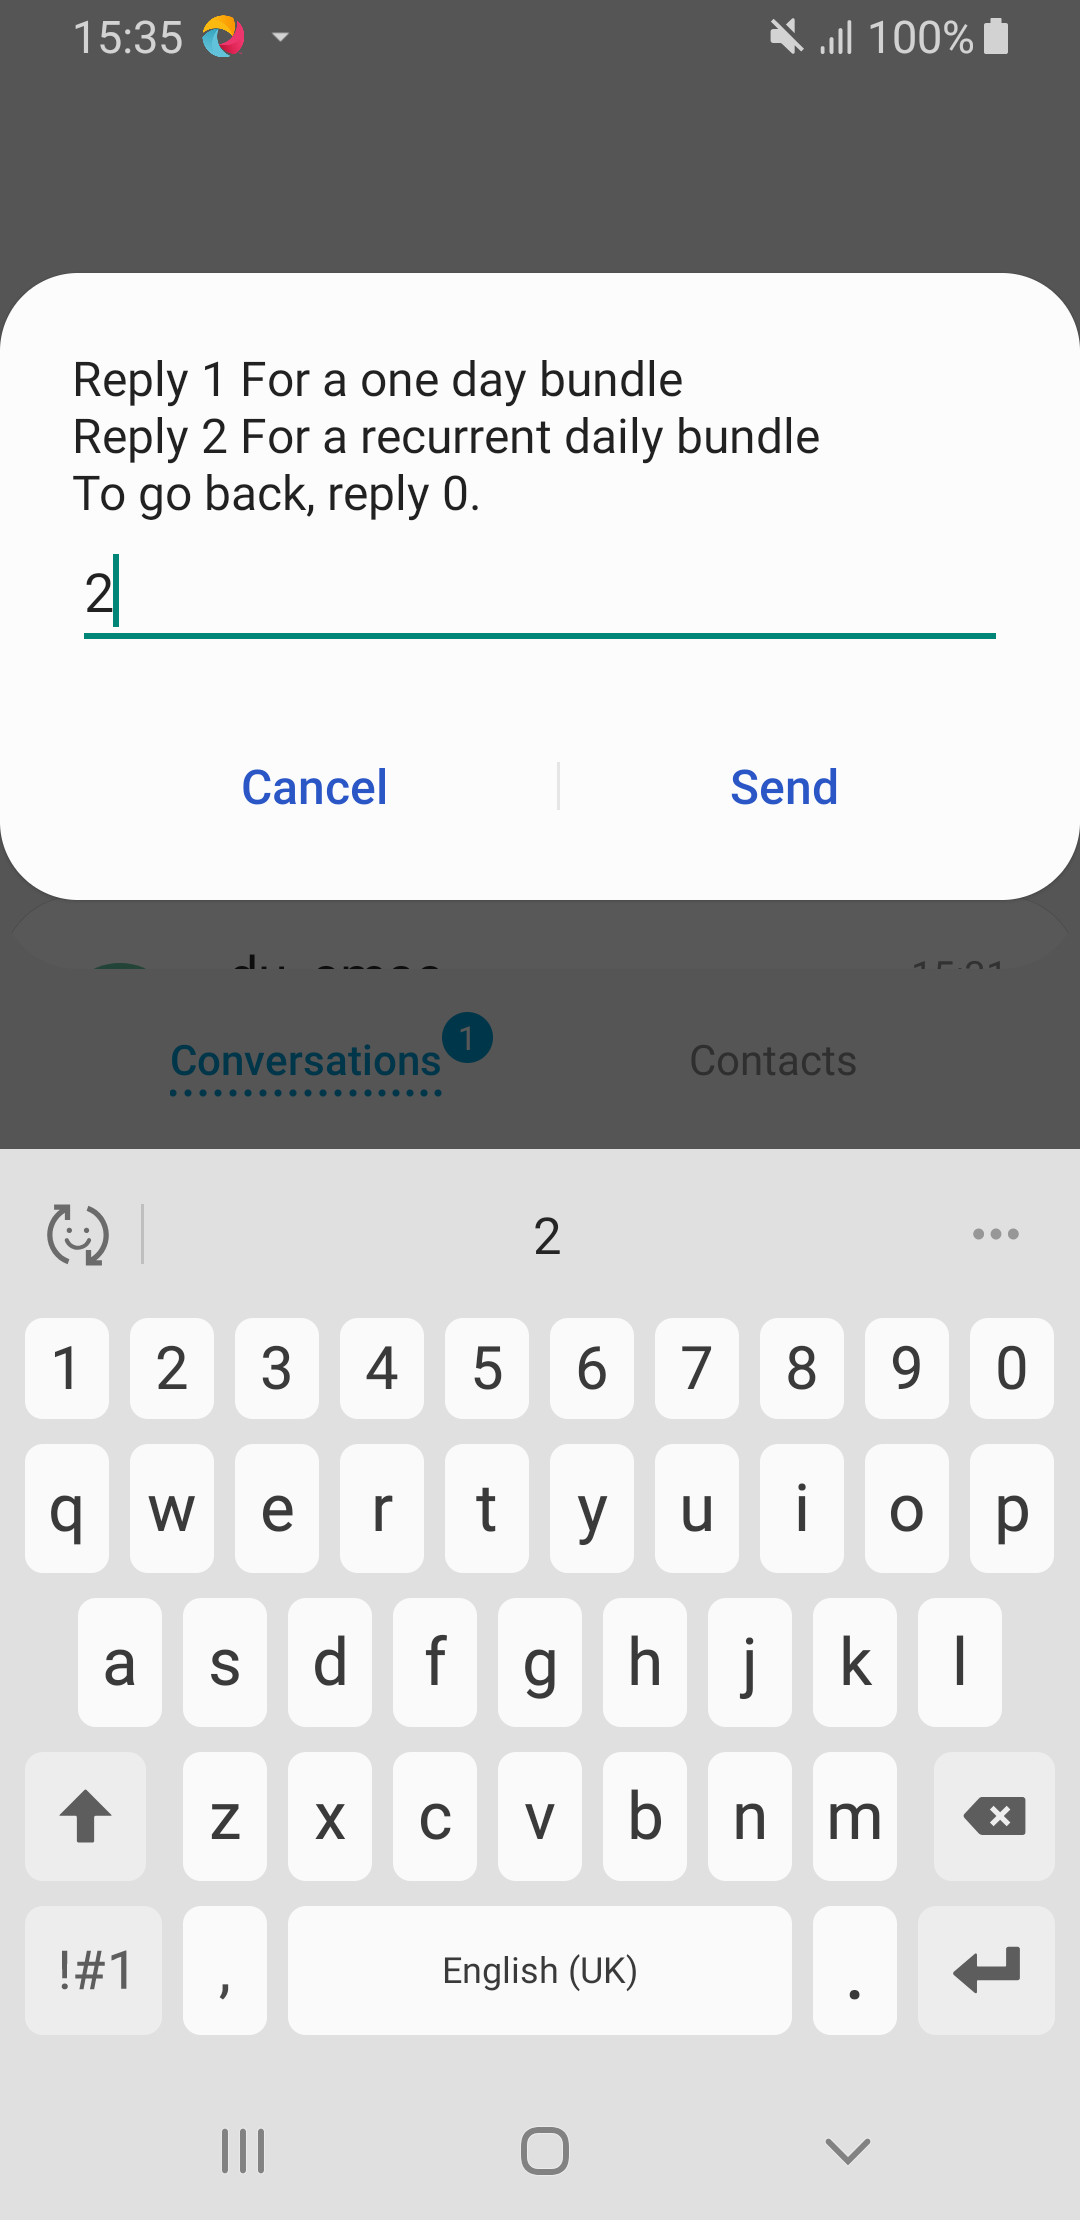 15:35
100%
Reply 1 For a one day bundle
Reply 2 For a recurrent daily bundle
To go back, reply 0.
2
Cancel
Send
Conversations
1
Contacts
2
1 2 3 4 5 6 7 8 9 0
q w e r t y u i o p
a s d f g h j k l
z x c v b n m
!#1 , English (UK) .